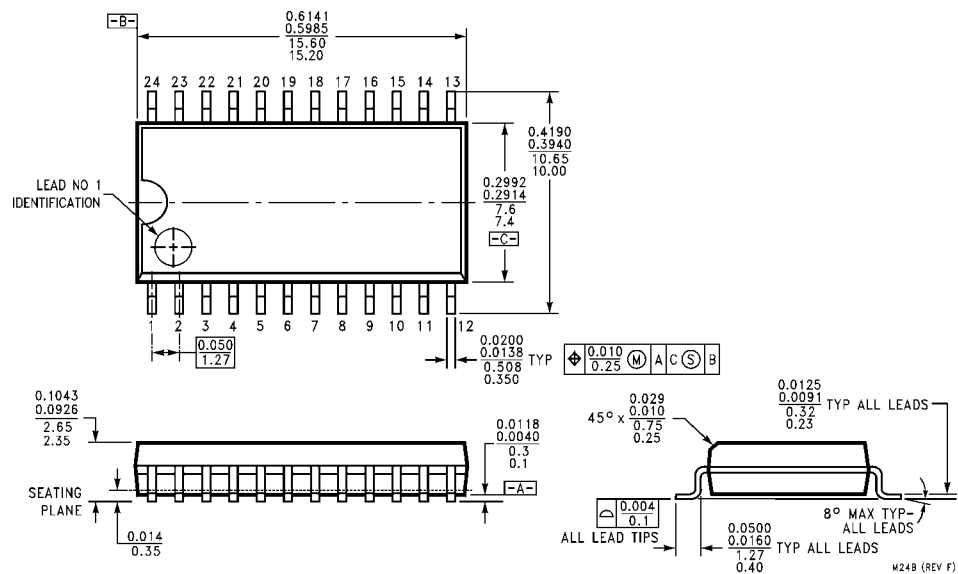 -B-
0.6141
0.5985
15.60
15.20
24 23 22 21 20 19 18 17 16 15 14 13
0.4190
0.3940
10.65
10.00
0.2992
0.2914
7.6
7.4
-C-
LEAD NO 1
IDENTIFICATION
1 2 3 4 5 6 7 8 9 10 11 12
0.050
1.27
0.0200
0.0138
0.508
0.350
TYP
⌖ 0.010 0.25 Ⓜ A C Ⓢ B
0.1043
0.0926
2.65
2.35
0.0118
0.0040
0.3
0.1
-A-
SEATING
PLANE
0.014
0.35
45° x
0.029
0.010
0.75
0.25
0.0125
0.0091
0.32
0.23
TYP ALL LEADS
0.004
0.1
ALL LEAD TIPS
0.0500
0.0160
1.27
0.40
TYP ALL LEADS
8° MAX TYP-
ALL LEADS
M24B (REV F)